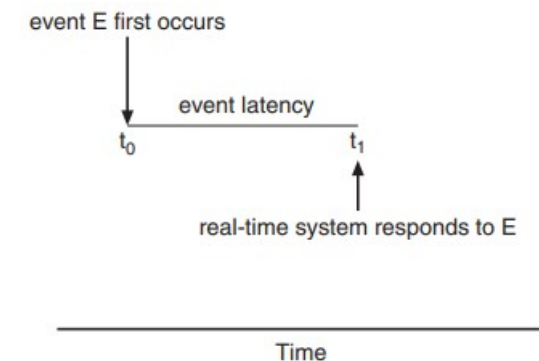 event E first occurs
event latency
t₀
t₁
real-time system responds to E
Time